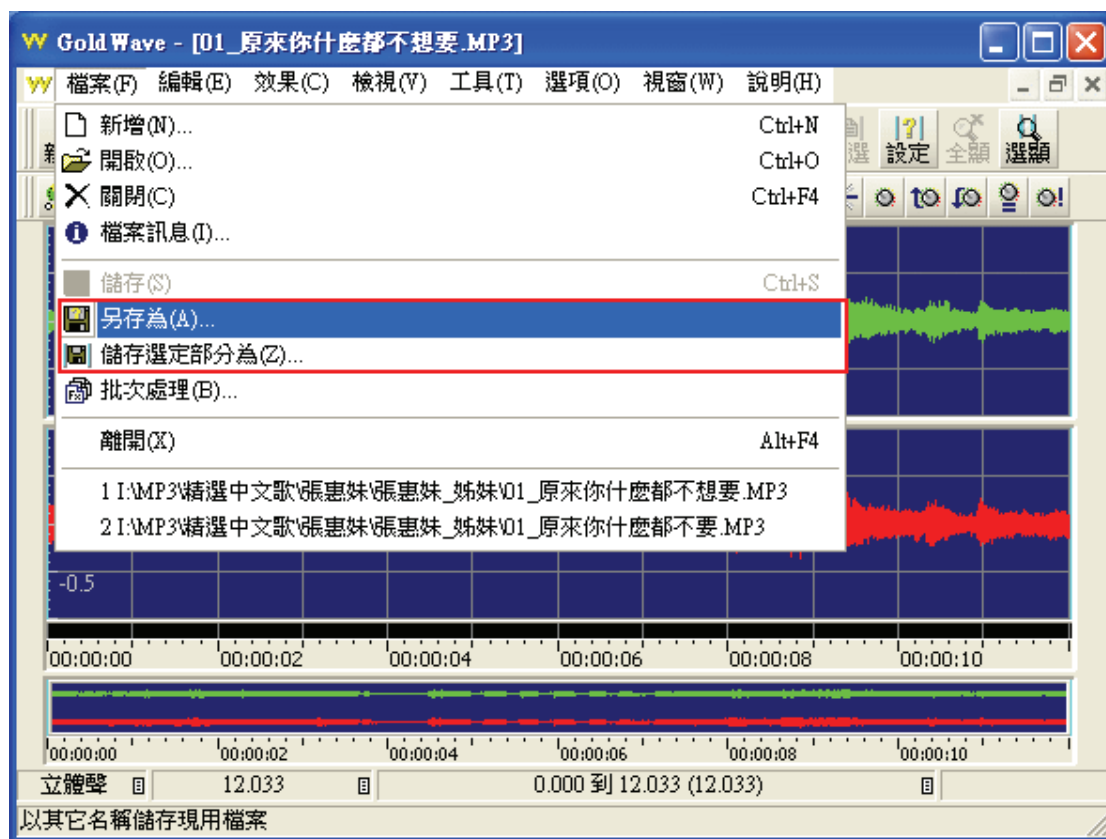 GoldWave - [01_原來你什麼都不想要.MP3]
檔案(F) 編輯(E) 效果(C) 檢視(V) 工具(T) 選項(O) 視窗(W) 說明(H)
新增(N)... Ctrl+N
開啟(O)... Ctrl+O
關閉(C) Ctrl+F4
檔案訊息(I)...
儲存(S) Ctrl+S
另存為(A)...
儲存選定部分為(Z)...
批次處理(B)...
離開(X) Alt+F4
1 I:\MP3\精選中文歌\張惠妹\張惠妹_姊妹\01_原來你什麼都不想要.MP3
2 I:\MP3\精選中文歌\張惠妹\張惠妹_姊妹\01_原來你什麼都不要.MP3
選 設定 全顯 選顯
-0.5
00:00:00 00:00:02 00:00:04 00:00:06 00:00:08 00:00:10
00:00:00 00:00:02 00:00:04 00:00:06 00:00:08 00:00:10
立體聲 12.033 0.000 到 12.033 (12.033)
以其它名稱儲存現用檔案